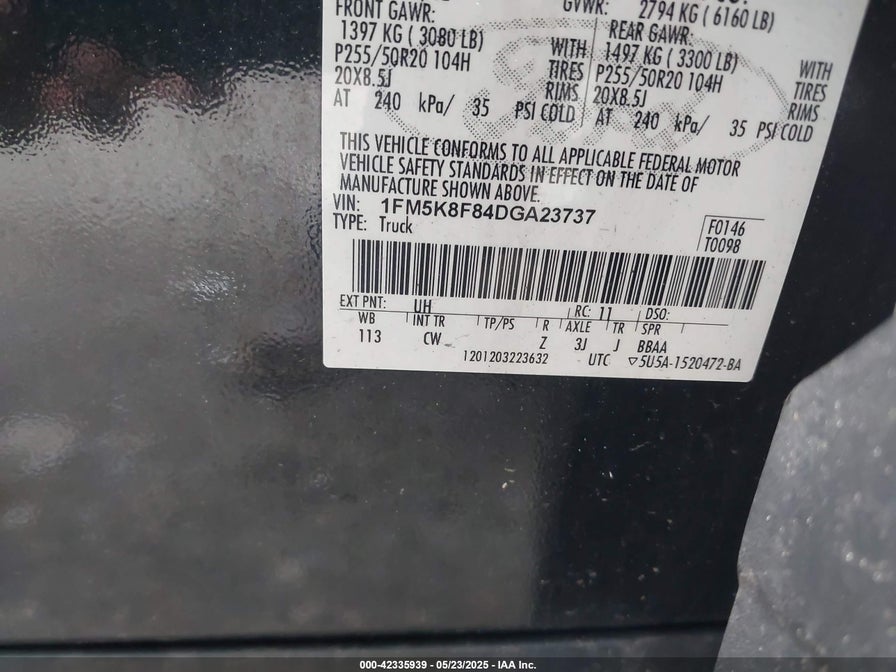 FRONT GAWR:
1397 KG ( 3080 LB)
P255/50R20 104H
20X8.5J
WITH
TIRES
RIMS
AT 240 kPa/ 35 PSI COLD
GVWR: 2794 KG ( 6160 LB)
REAR GAWR:
1497 KG ( 3300 LB)
P255/50R20 104H
20X8.5J
WITH
TIRES
RIMS
AT 240 kPa/ 35 PSI COLD
THIS VEHICLE CONFORMS TO ALL APPLICABLE FEDERAL MOTOR
VEHICLE SAFETY STANDARDS IN EFFECT ON THE DATE OF
MANUFACTURE SHOWN ABOVE.
VIN: 1FM5K8F84DGA23737
TYPE: Truck
F0146
T0098
EXT PNT: UH RC: 11 DSO:
WB INT TR TP/PS R AXLE TR SPR
113 CW Z 3J J BBAA
1201203223632 UTC ▽5U5A-1520472-BA
Ford
000-42335939 - 05/23/2025 - IAA Inc.